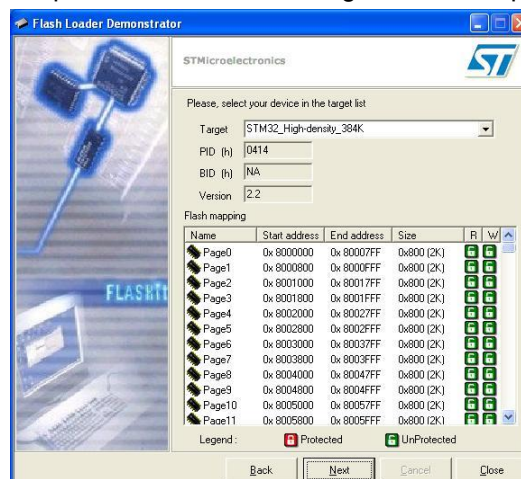 Flash Loader Demonstrator
STMicroelectronics
ST
Please, select your device in the target list
Target STM32_High-density_384K
PID (h) 0414
BID (h) NA
Version 2.2
Flash mapping
Name Start address End address Size R W
Page0 0x 8000000 0x 80007FF 0x800 (2K)
Page1 0x 8000800 0x 8000FFF 0x800 (2K)
Page2 0x 8001000 0x 80017FF 0x800 (2K)
Page3 0x 8001800 0x 8001FFF 0x800 (2K)
Page4 0x 8002000 0x 80027FF 0x800 (2K)
Page5 0x 8002800 0x 8002FFF 0x800 (2K)
Page6 0x 8003000 0x 80037FF 0x800 (2K)
Page7 0x 8003800 0x 8003FFF 0x800 (2K)
Page8 0x 8004000 0x 80047FF 0x800 (2K)
Page9 0x 8004800 0x 8004FFF 0x800 (2K)
Page10 0x 8005000 0x 80057FF 0x800 (2K)
Page11 0x 8005800 0x 8005FFF 0x800 (2K)
Legend : Protected UnProtected
Back Next Cancel Close